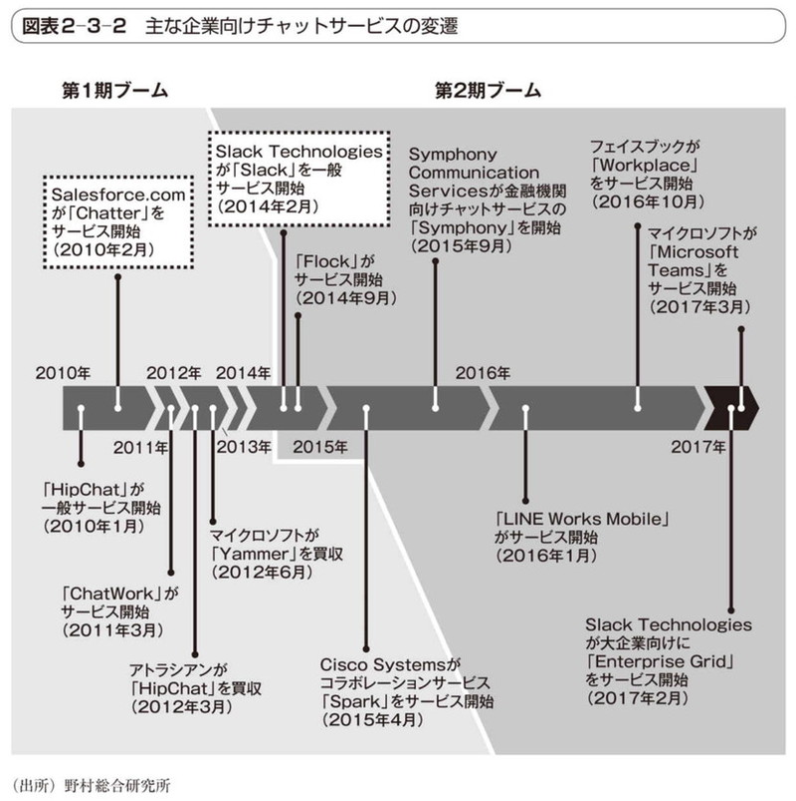 図表2-3-2 主な企業向けチャットサービスの変遷
第1期ブーム
第2期ブーム
Salesforce.com
が「Chatter」を
サービス開始
(2010年2月)
Slack Technologies
が「Slack」を一般
サービス開始
(2014年2月)
「Flock」が
サービス開始
(2014年9月)
Symphony
Communication
Servicesが金融機関
向けチャットサービスの
「Symphony」を開始
(2015年9月)
フェイスブックが
「Workplace」
をサービス開始
(2016年10月)
マイクロソフトが
「Microsoft
Teams」を
サービス開始
(2017年3月)
2010年
2012年
2014年
2016年
2011年
2013年
2015年
2017年
「HipChat」が
一般サービス開始
(2010年1月)
「ChatWork」が
サービス開始
(2011年3月)
アトラシアンが
「HipChat」を買収
(2012年3月)
マイクロソフトが
「Yammer」を買収
(2012年6月)
Cisco Systemsが
コラボレーションサービス
「Spark」をサービス開始
(2015年4月)
「LINE Works Mobile」
がサービス開始
(2016年1月)
Slack Technologies
が大企業向けに
「Enterprise Grid」
をサービス開始
(2017年2月)
(出所)野村総合研究所